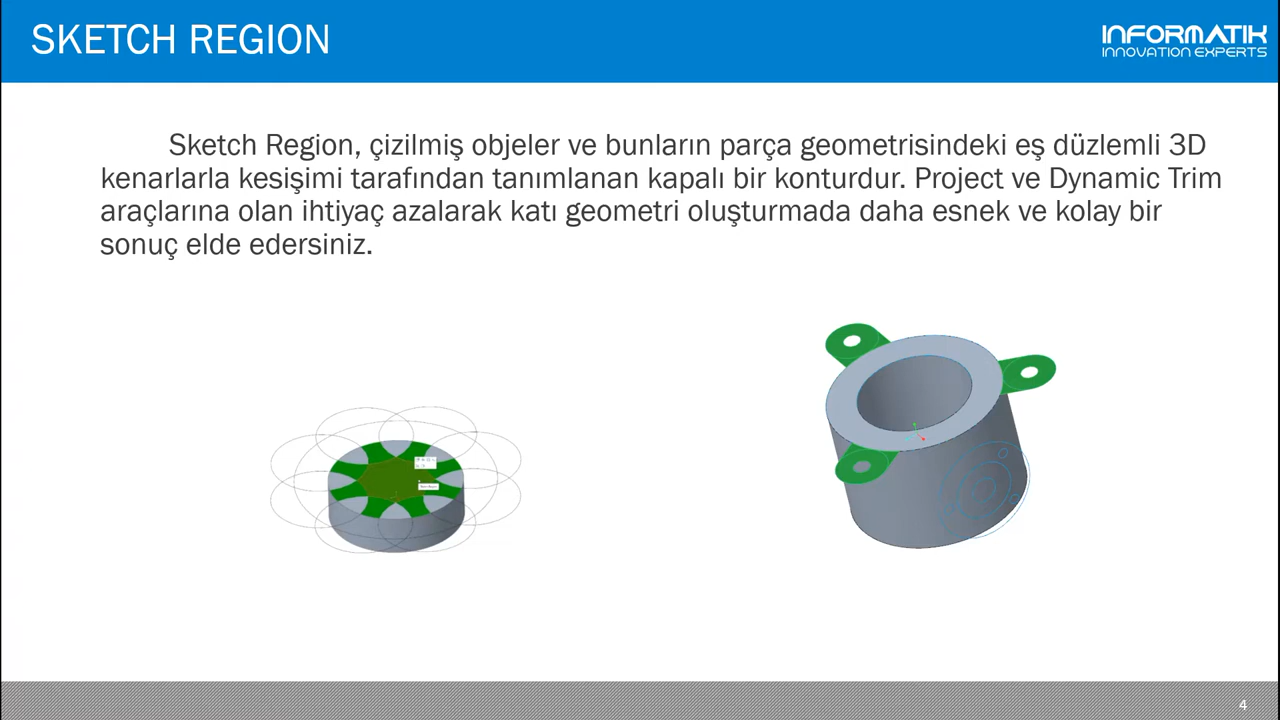 SKETCH REGION
INFORMATIK
INNOVATION EXPERTS
Sketch Region, çizilmiş objeler ve bunların parça geometrisindeki eş düzlemli 3D
kenarlarla kesişimi tarafından tanımlanan kapalı bir konturdur. Project ve Dynamic Trim
araçlarına olan ihtiyaç azalarak katı geometri oluşturmada daha esnek ve kolay bir
sonuç elde edersiniz.
4